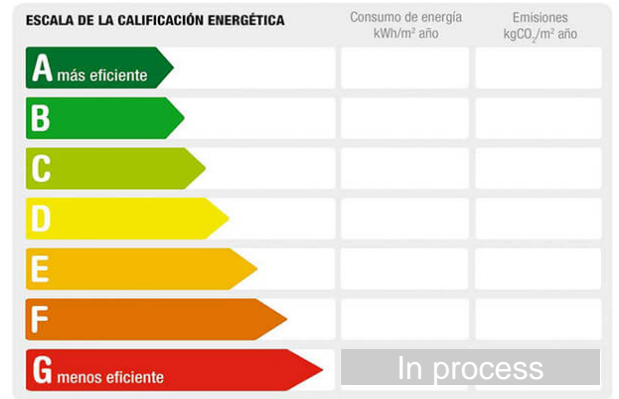 ESCALA DE LA CALIFICACIÓN ENERGÉTICA
Consumo de energía
kWh/m² año
Emisiones
kgCO₂/m² año
A más eficiente
B
C
D
E
F
G menos eficiente
In process